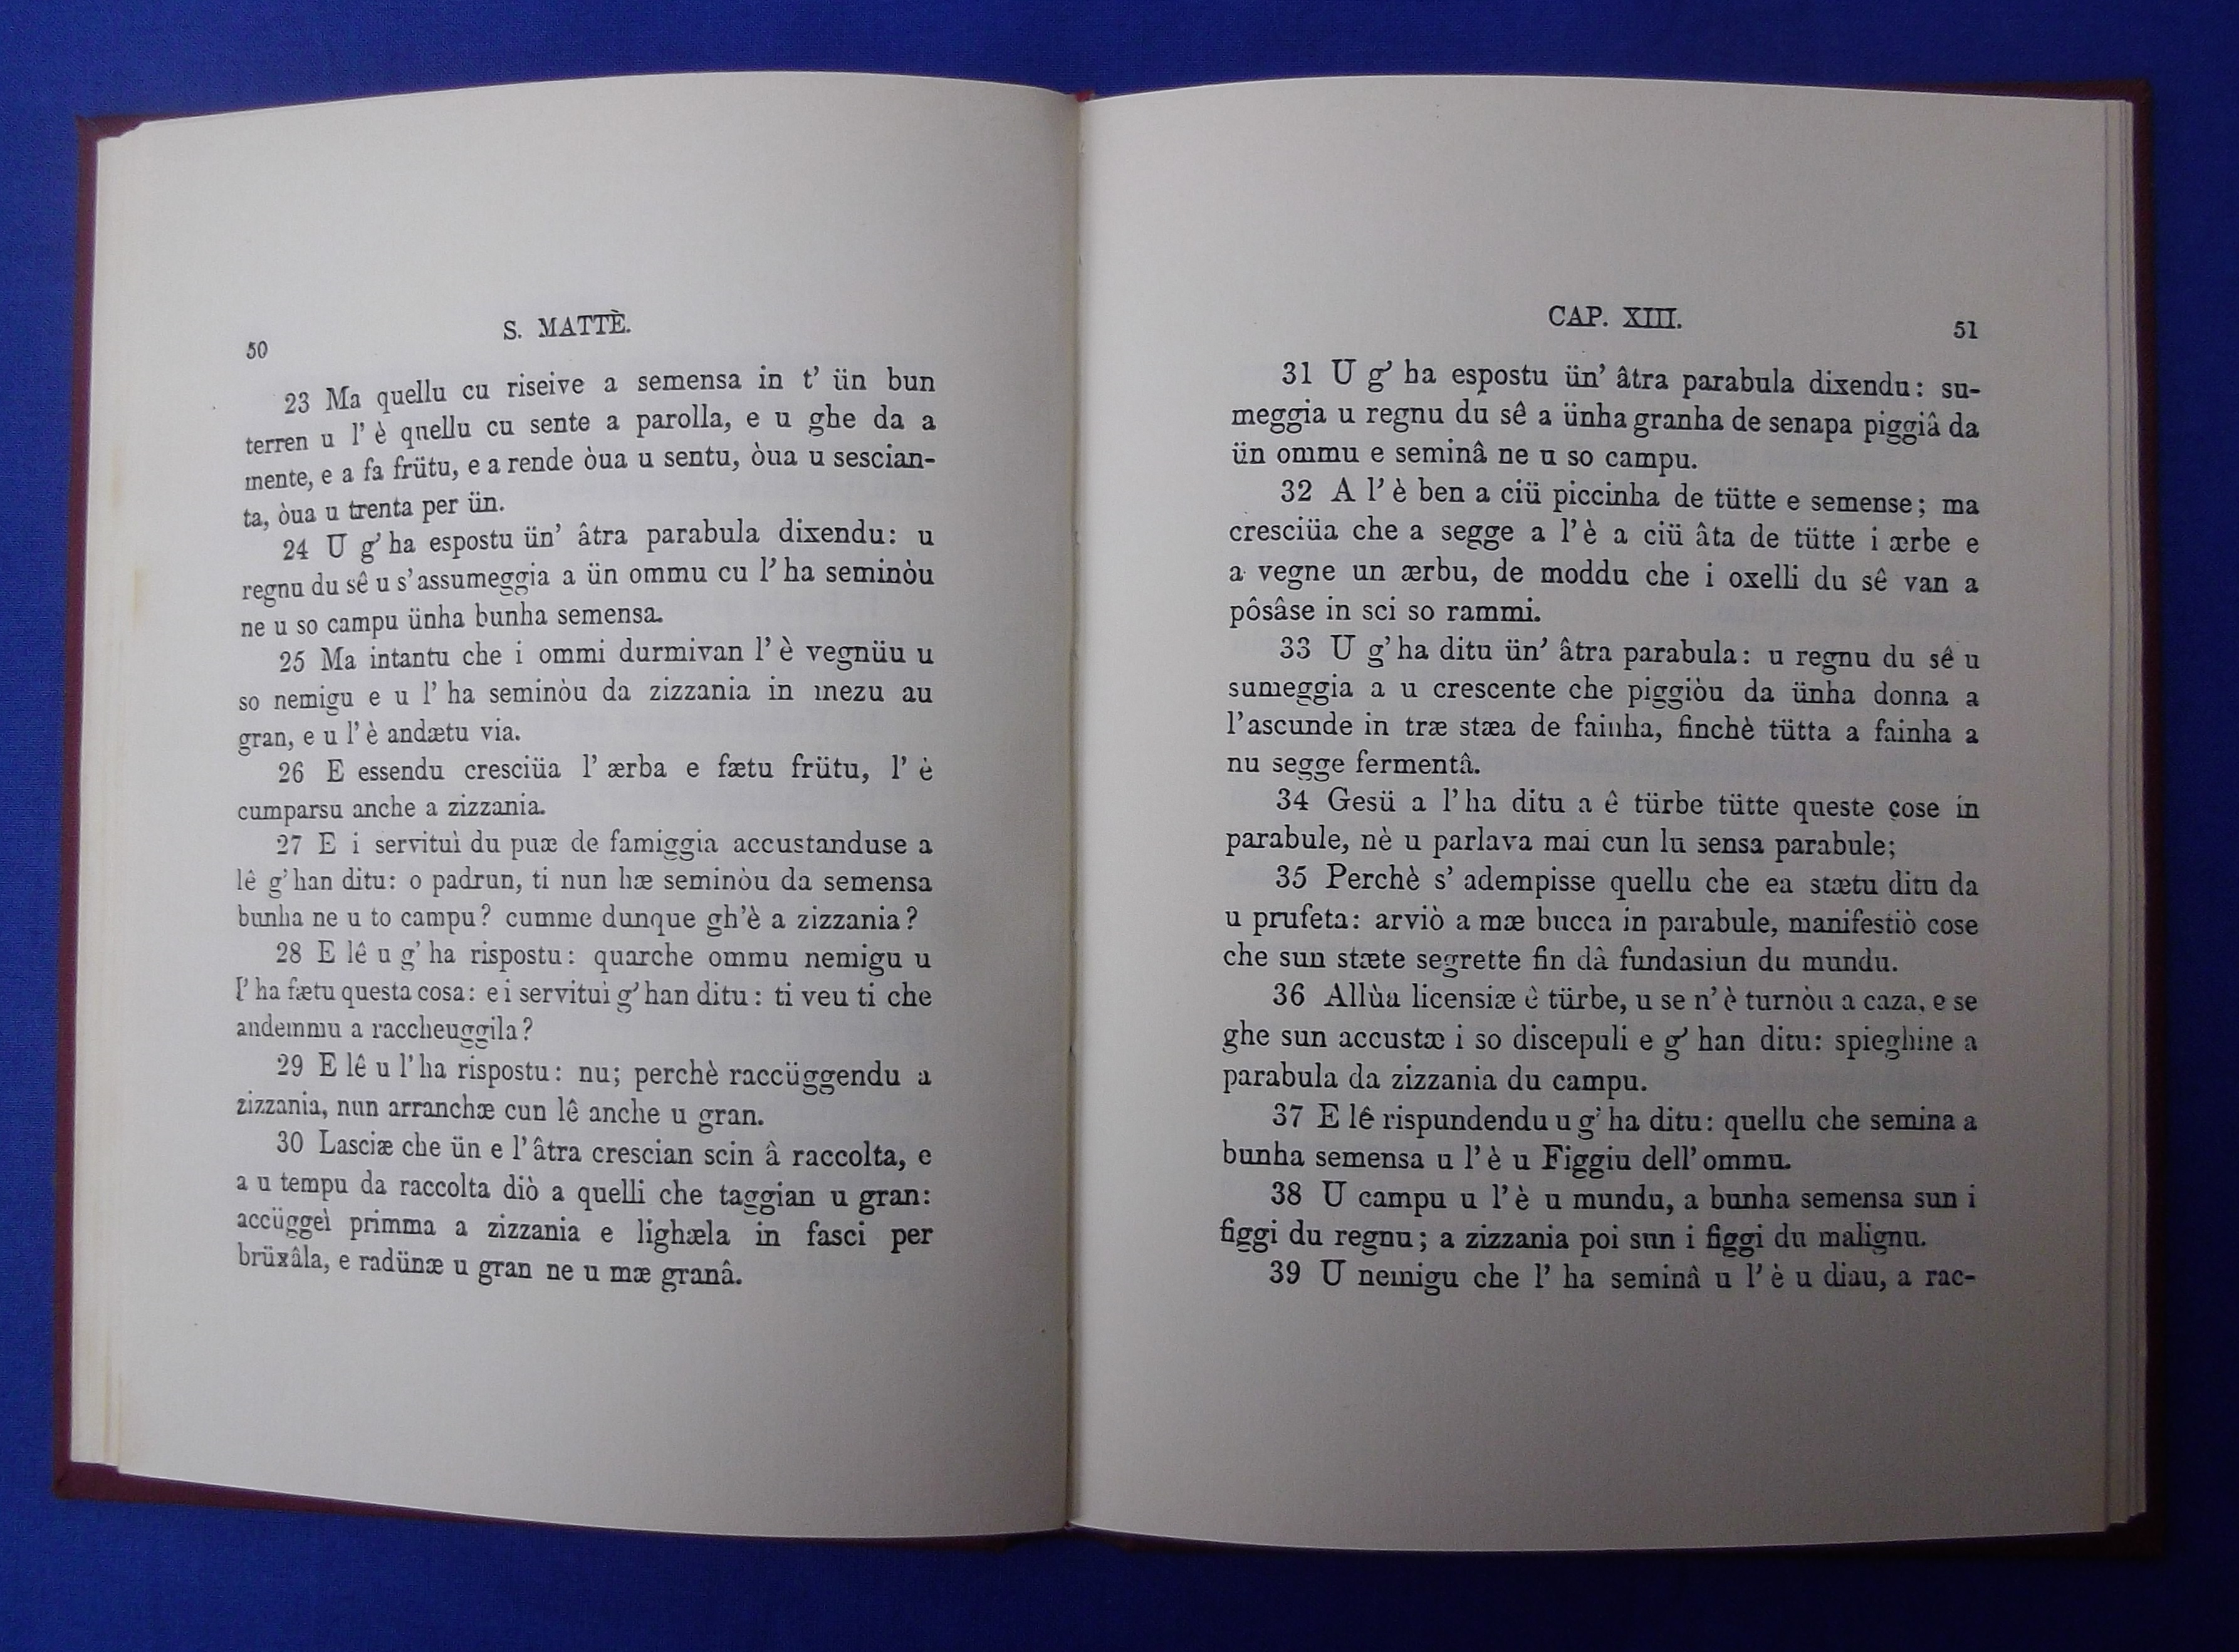 50
S. MATTÈ.
23 Ma quellu cu riseive a semensa in t' ün bun
terren u l' è quellu cu sente a parolla, e u ghe da a
mente, e a fa frütu, e a rende òua u sentu, òua u sescian-
ta, òua u trenta per ün.
24 U g' ha espostu ün' âtra parabula dixendu: u
regnu du sê u s'assumeggia a ün ommu cu l' ha seminòu
ne u so campu ünha bunha semensa.
25 Ma intantu che i ommi durmivan l' è vegnüu u
so nemigu e u l' ha seminòu da zizzania in mezu au
gran, e u l' è andætu via.
26 E essendu cresciüa l' ærba e fætu frütu, l' è
cumparsu anche a zizzania.
27 E i servituì du puæ de famiggia accustanduse a
lê g' han ditu: o padrun, ti nun hæ seminòu da semensa
bunha ne u to campu? cumme dunque gh'è a zizzania?
28 E lê u g' ha rispostu: quarche ommu nemigu u
l' ha fætu questa cosa: e i servitui g' han ditu: ti veu ti che
andemmu a raccheuggila?
29 E lê u l' ha rispostu: nu; perchè raccüggendu a
zizzania, nun arranchæ cun lê anche u gran.
30 Lasciæ che ün e l' âtra crescian scin â raccolta, e
a u tempu da raccolta diò a quelli che taggian u gran:
accüggeì primma a zizzania e lighæla in fasci per
brüxâla, e radünæ u gran ne u mæ granâ.
CAP. XIII.
51
31 U g' ha espostu ün' âtra parabula dixendu: su-
meggia u regnu du sê a ünha granha de senapa piggiâ da
ün ommu e seminâ ne u so campu.
32 A l' è ben a ciü piccinha de tütte e semense; ma
cresciüa che a segge a l' è a ciü âta de tütte i ærbe e
a vegne un ærbu, de moddu che i oxelli du sê van a
pôsâse in sci so rammi.
33 U g' ha ditu ün' âtra parabula: u regnu du sê u
sumeggia a u crescente che piggiòu da ünha donna a
l'ascunde in træ stæa de fainha, finchè tütta a fainha a
nu segge fermentâ.
34 Gesü a l' ha ditu a ê türbe tütte queste cose in
parabule, nè u parlava mai cun lu sensa parabule;
35 Perchè s' adempisse quellu che ea stætu ditu da
u prufeta: arviò a mæ bucca in parabule, manifestiò cose
che sun stæte segrette fin dâ fundasiun du mundu.
36 Allùa licensiæ ê türbe, u se n' è turnòu a caza, e se
ghe sun accustæ i so discepuli e g' han ditu: spieghine a
parabula da zizzania du campu.
37 E lê rispundendu u g' ha ditu: quellu che semina a
bunha semensa u l' è u Figgiu dell' ommu.
38 U campu u l' è u mundu, a bunha semensa sun i
figgi du regnu; a zizzania poi sun i figgi du malignu.
39 U nemigu che l' ha seminâ u l' è u diau, a rac-